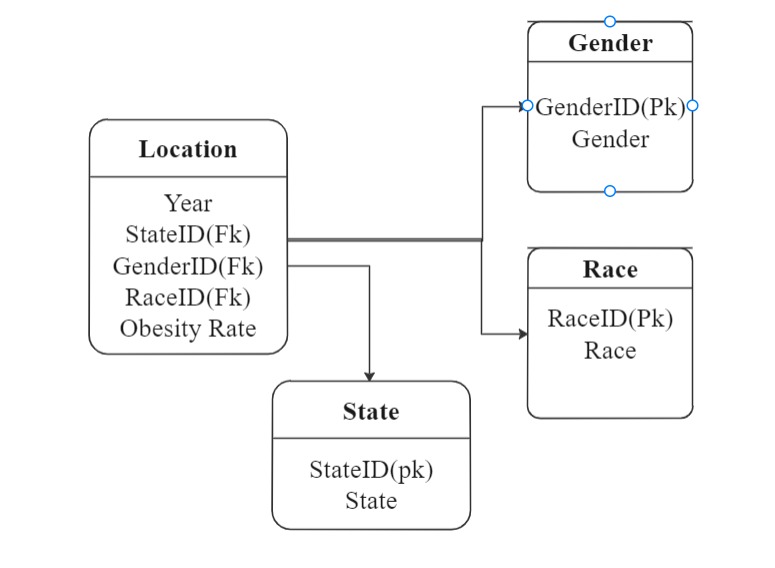 Gender
GenderID(Pk)
Gender
Location
Year
StateID(Fk)
GenderID(Fk)
RaceID(Fk)
Obesity Rate
Race
RaceID(Pk)
Race
State
StateID(pk)
State